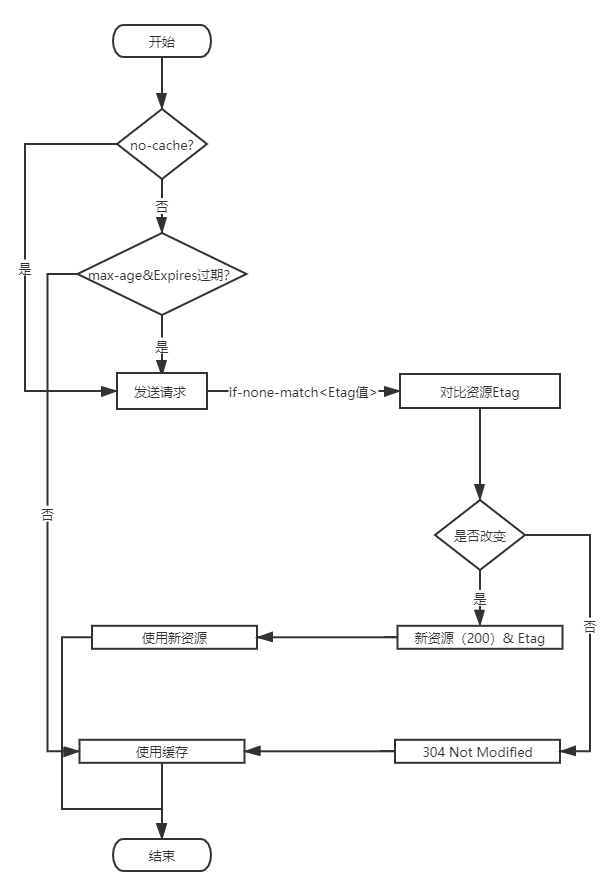 开始
no-cache?
否
是
max-age&Expires过期?
是
发送请求
if-none-match<Etag值>
对比资源Etag
否
是否改变
是
否
使用新资源
新资源（200）& Etag
使用缓存
304 Not Modified
结束